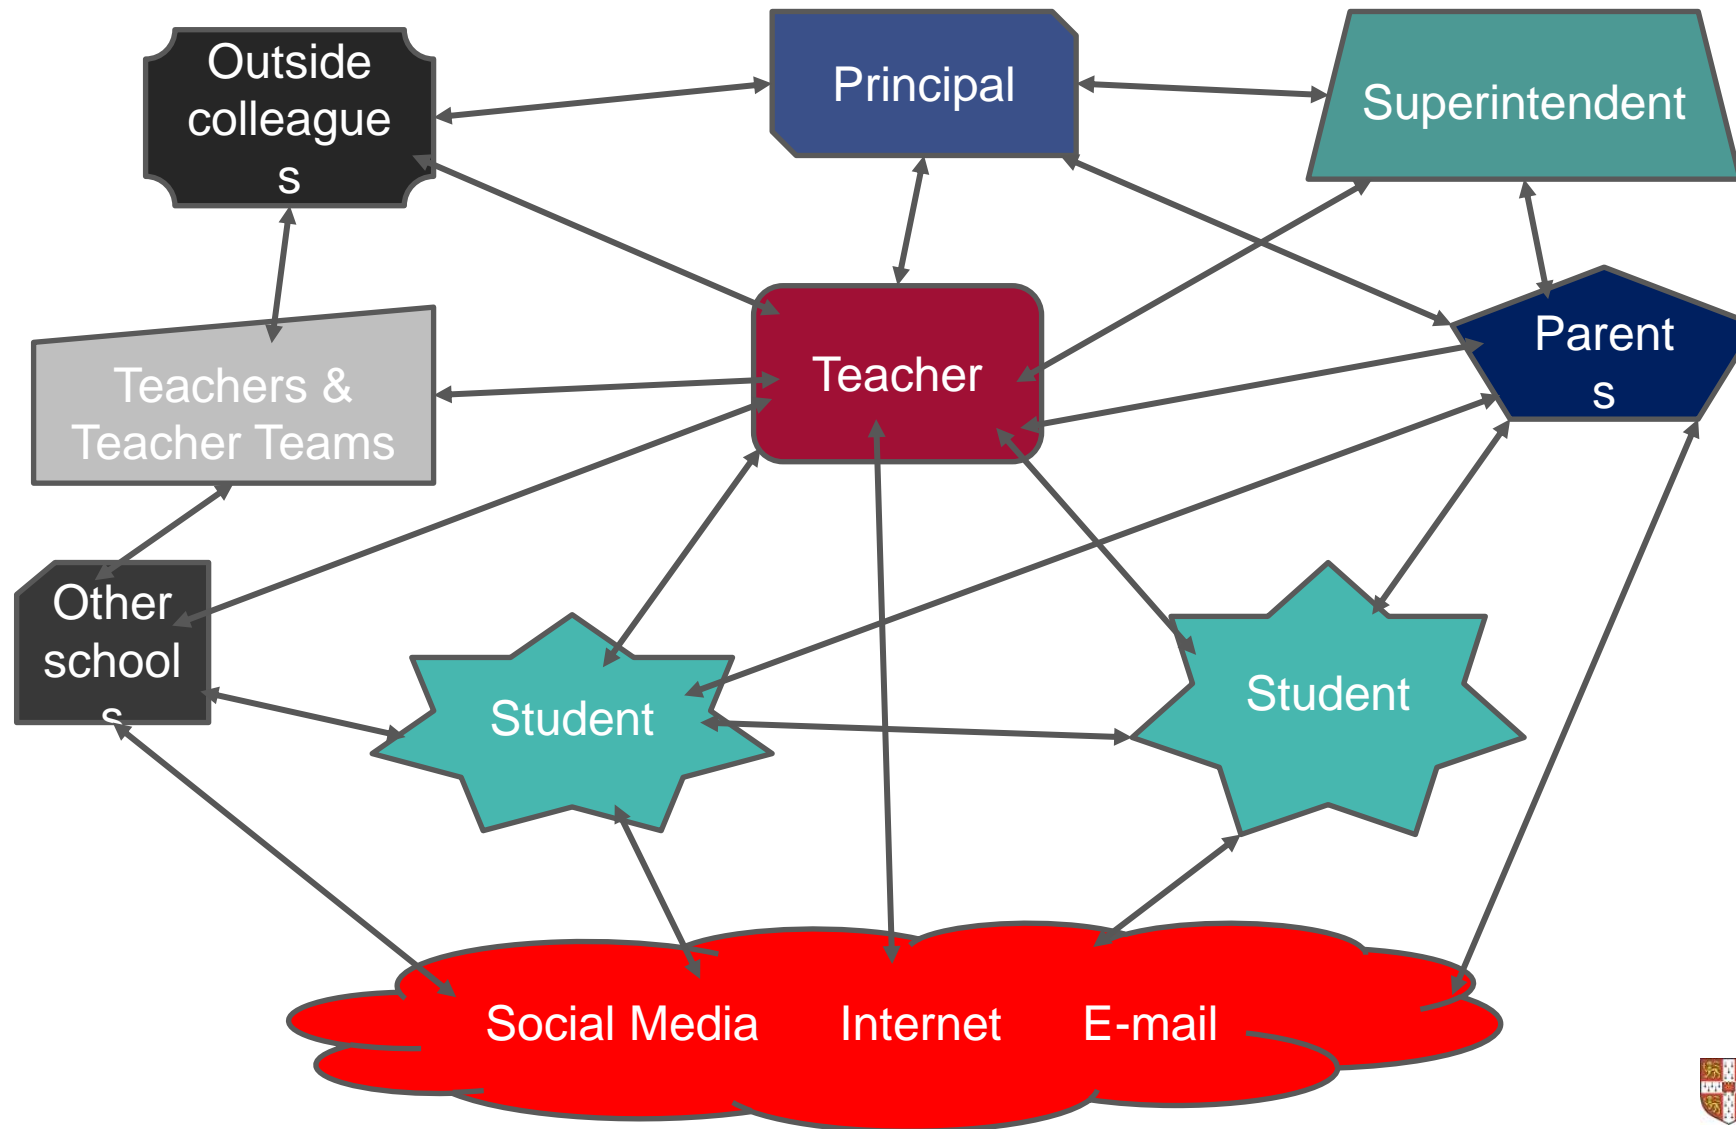 Outside
colleague
s
Principal
Superintendent
Teachers &
Teacher Teams
Teacher
Parent
s
Other
school
s
Student
Student
Social Media Internet E-mail